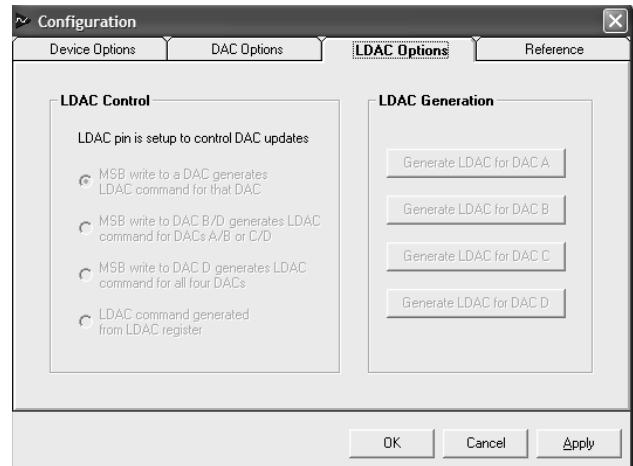 Configuration
Device Options
DAC Options
LDAC Options
Reference
LDAC Control
LDAC pin is setup to control DAC updates
MSB write to a DAC generates
LDAC command for that DAC
MSB write to DAC B/D generates LDAC
command for DACs A/B or C/D
MSB write to DAC D generates LDAC
command for all four DACs
LDAC command generated
from LDAC register
LDAC Generation
Generate LDAC for DAC A
Generate LDAC for DAC B
Generate LDAC for DAC C
Generate LDAC for DAC D
OK
Cancel
Apply